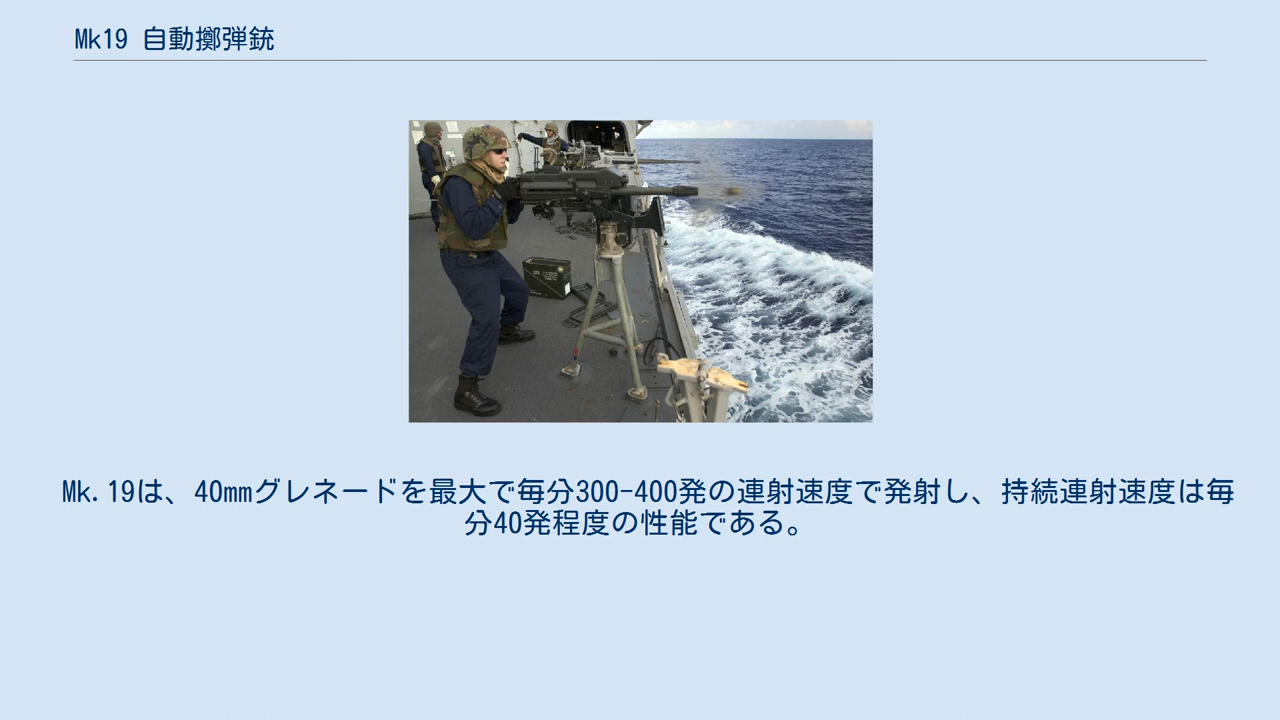 Mk19 自動擲弾銃
Mk.19は、40mmグレネードを最大で毎分300-400発の連射速度で発射し、持続連射速度は毎
分40発程度の性能である。